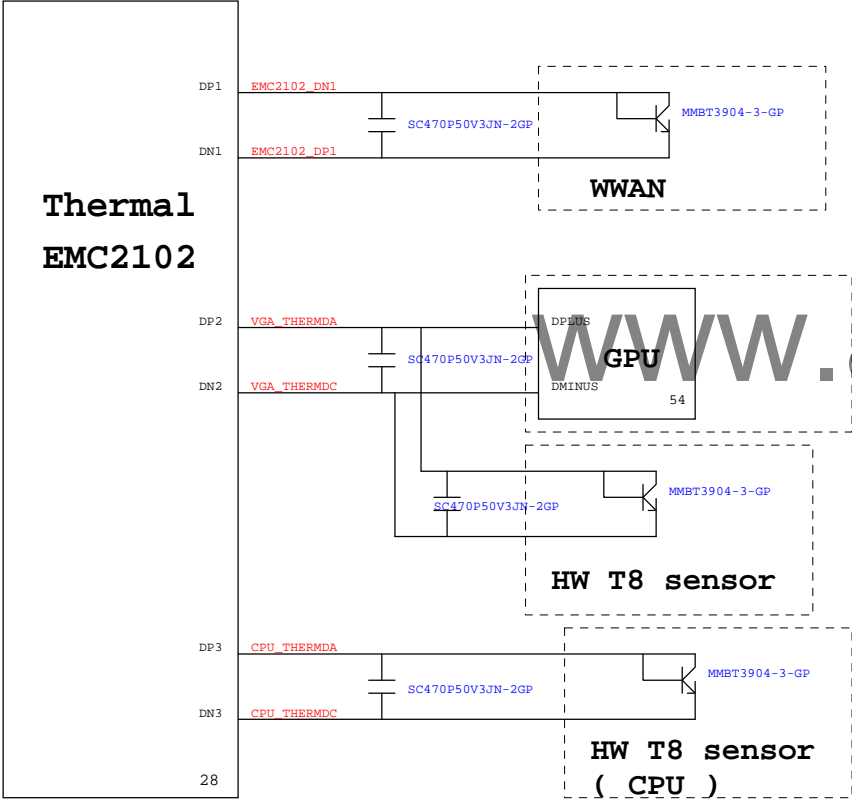 DP1 EMC2102_DN1
MMBT3904-3-GP
SC470P50V3JN-2GP
DN1 EMC2102_DP1
WWAN
Thermal
EMC2102
DP2 VGA_THERMDA
DPLUS
SC470P50V3JN-2GP
GPU
WWW.
DN2 VGA_THERMDC
DMINUS
54
MMBT3904-3-GP
SC470P50V3JN-2GP
HW T8 sensor
DP3 CPU_THERMDA
MMBT3904-3-GP
SC470P50V3JN-2GP
DN3 CPU_THERMDC
HW T8 sensor
( CPU )
28